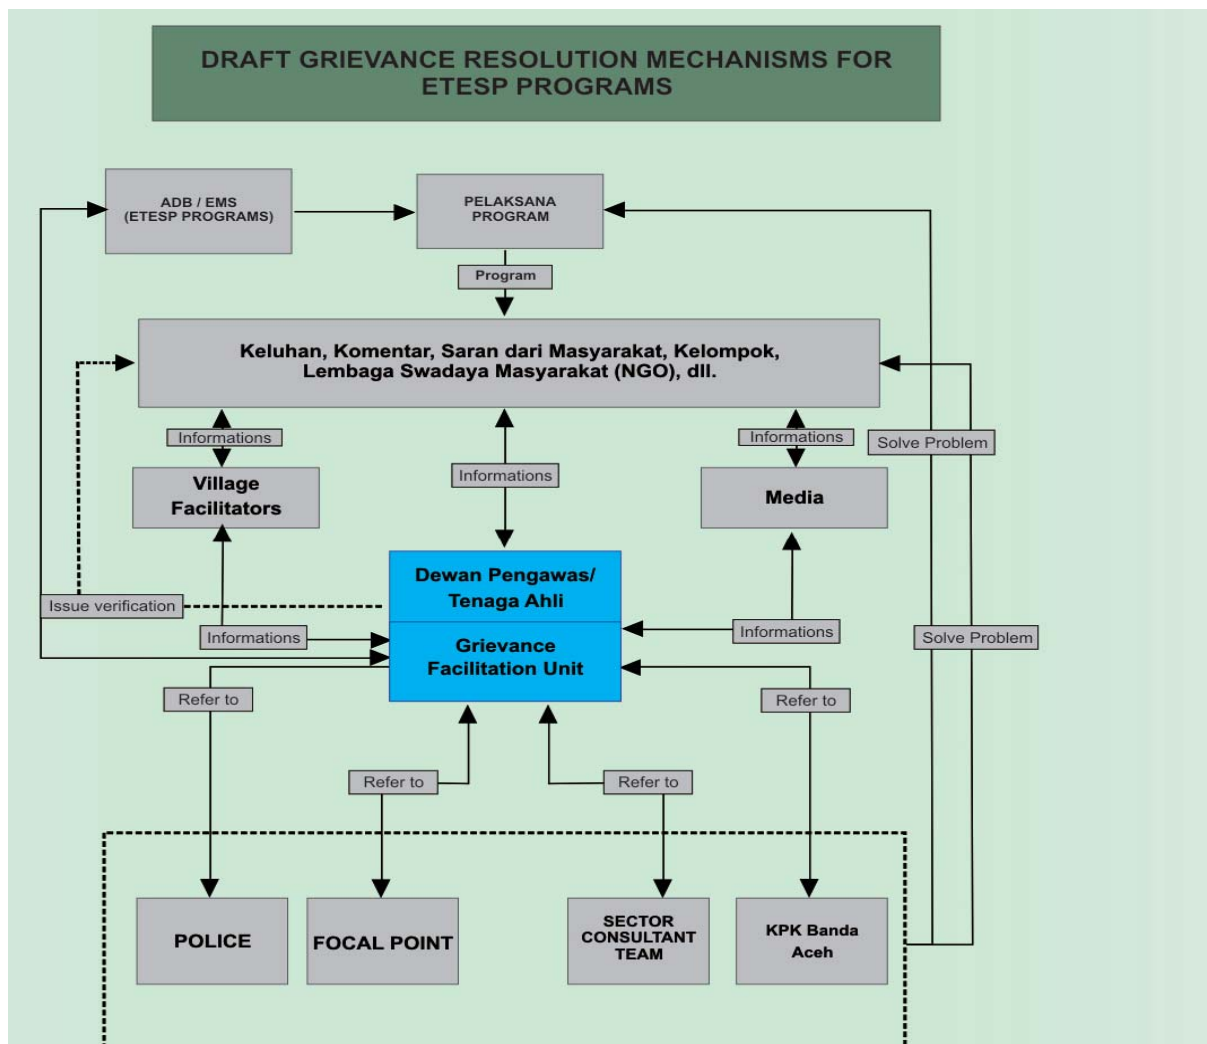 DRAFT GRIEVANCE RESOLUTION MECHANISMS FOR
ETESP PROGRAMS
ADB / EMS
(ETESP PROGRAMS)
PELAKSANA
PROGRAM
Program
Keluhan, Komentar, Saran dari Masyarakat, Kelompok,
Lembaga Swadaya Masyarakat (NGO), dll.
Informations
Informations
Informations
Solve Problem
Village
Facilitators
Media
Dewan Pengawas/
Tenaga Ahli
Issue verification
Informations
Informations
Solve Problem
Grievance
Facilitation Unit
Refer to
Refer to
Refer to
Refer to
POLICE
FOCAL POINT
SECTOR
CONSULTANT
TEAM
KPK Banda
Aceh